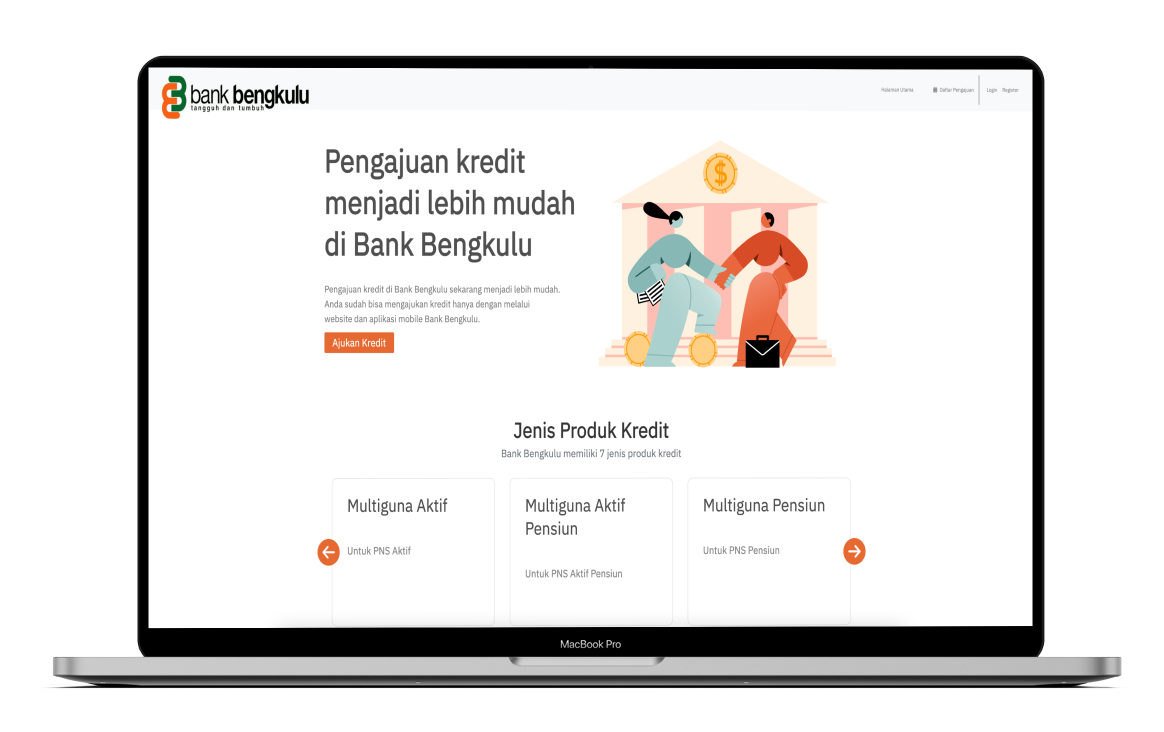 bank bengkulu
tangguh dan tumbuh
Halaman Utama
Daftar Pengajuan
Login
Register
Pengajuan kredit
menjadi lebih mudah
di Bank Bengkulu
$
Pengajuan kredit di Bank Bengkulu sekarang menjadi lebih mudah.
Anda sudah bisa mengajukan kredit hanya dengan melalui
website dan aplikasi mobile Bank Bengkulu.
Ajukan Kredit
Jenis Produk Kredit
Bank Bengkulu memiliki 7 jenis produk kredit
Multiguna Aktif
Untuk PNS Aktif
Multiguna Aktif
Pensiun
Untuk PNS Aktif Pensiun
Multiguna Pensiun
Untuk PNS Pensiun
MacBook Pro